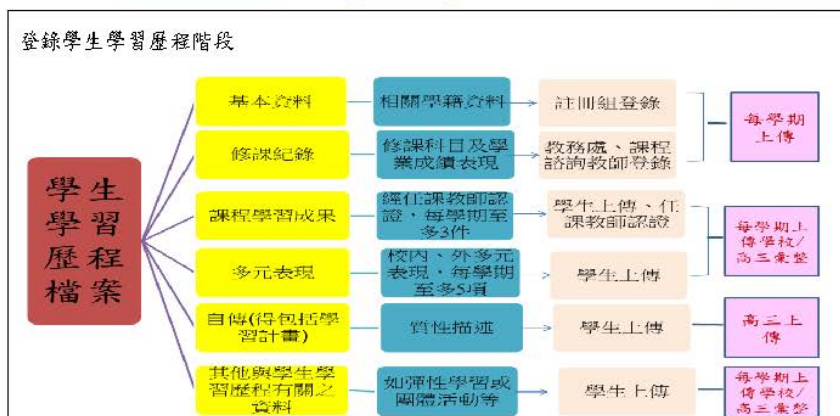 登錄學生學習歷程階段
學生
學習
歷程
檔案
基本資料
相關學籍資料
註冊組登錄
修課紀錄
修課科目及學
業成績表現
教務處、課程
諮詢教師登錄
每學期
上傳
課程學習成果
經任課教師認
證，每學期至
多3件
學生上傳、任
課教師認證
多元表現
校內、外多元
表現，每學期
至多5項
學生上傳
每學期上
傳學校/
高三彙整
自傳(得包括學
習計畫)
質性描述
學生上傳
高三上
傳
其他與學生學
習歷程有關之
資料
如彈性學習或
團體活動等
學生上傳
每學期上
傳學校/
高三彙整